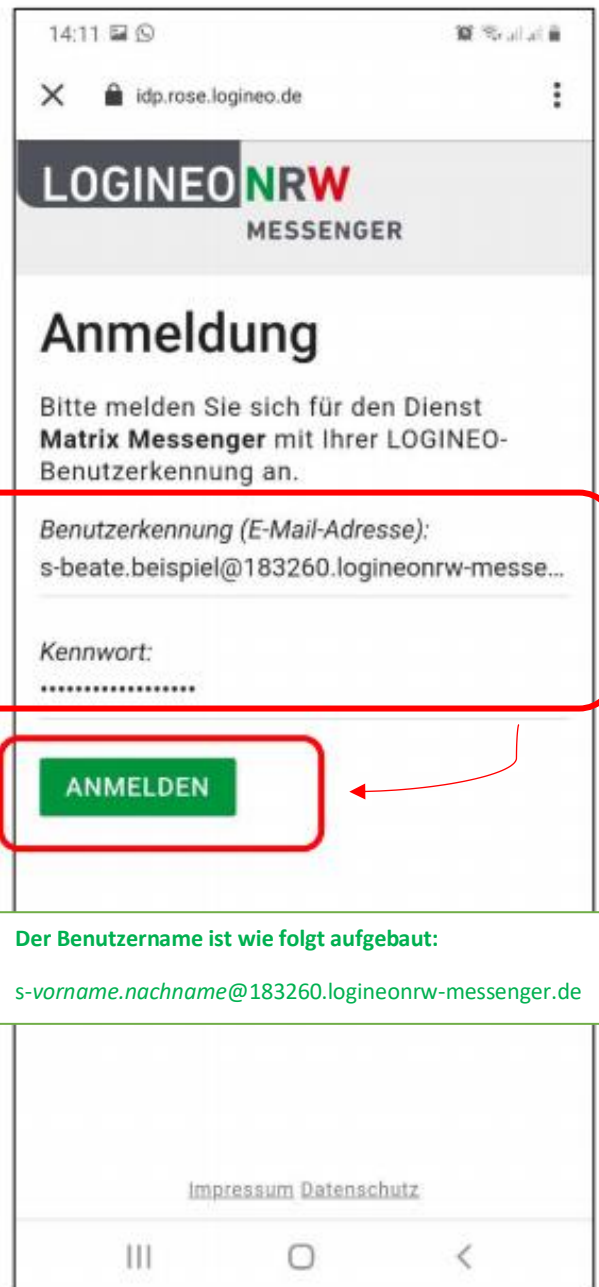 14:11
idp.rose.logineo.de
LOGINEO NRW
MESSENGER
Anmeldung
Bitte melden Sie sich für den Dienst
Matrix Messenger mit Ihrer LOGINEO-
Benutzerkennung an.
Benutzerkennung (E-Mail-Adresse):
s-beate.beispiel@183260.logineonrw-messe...
Kennwort:
••••••••••••••••••
ANMELDEN
Der Benutzername ist wie folgt aufgebaut:
s-vorname.nachname@183260.logineonrw-messenger.de
Impressum Datenschutz